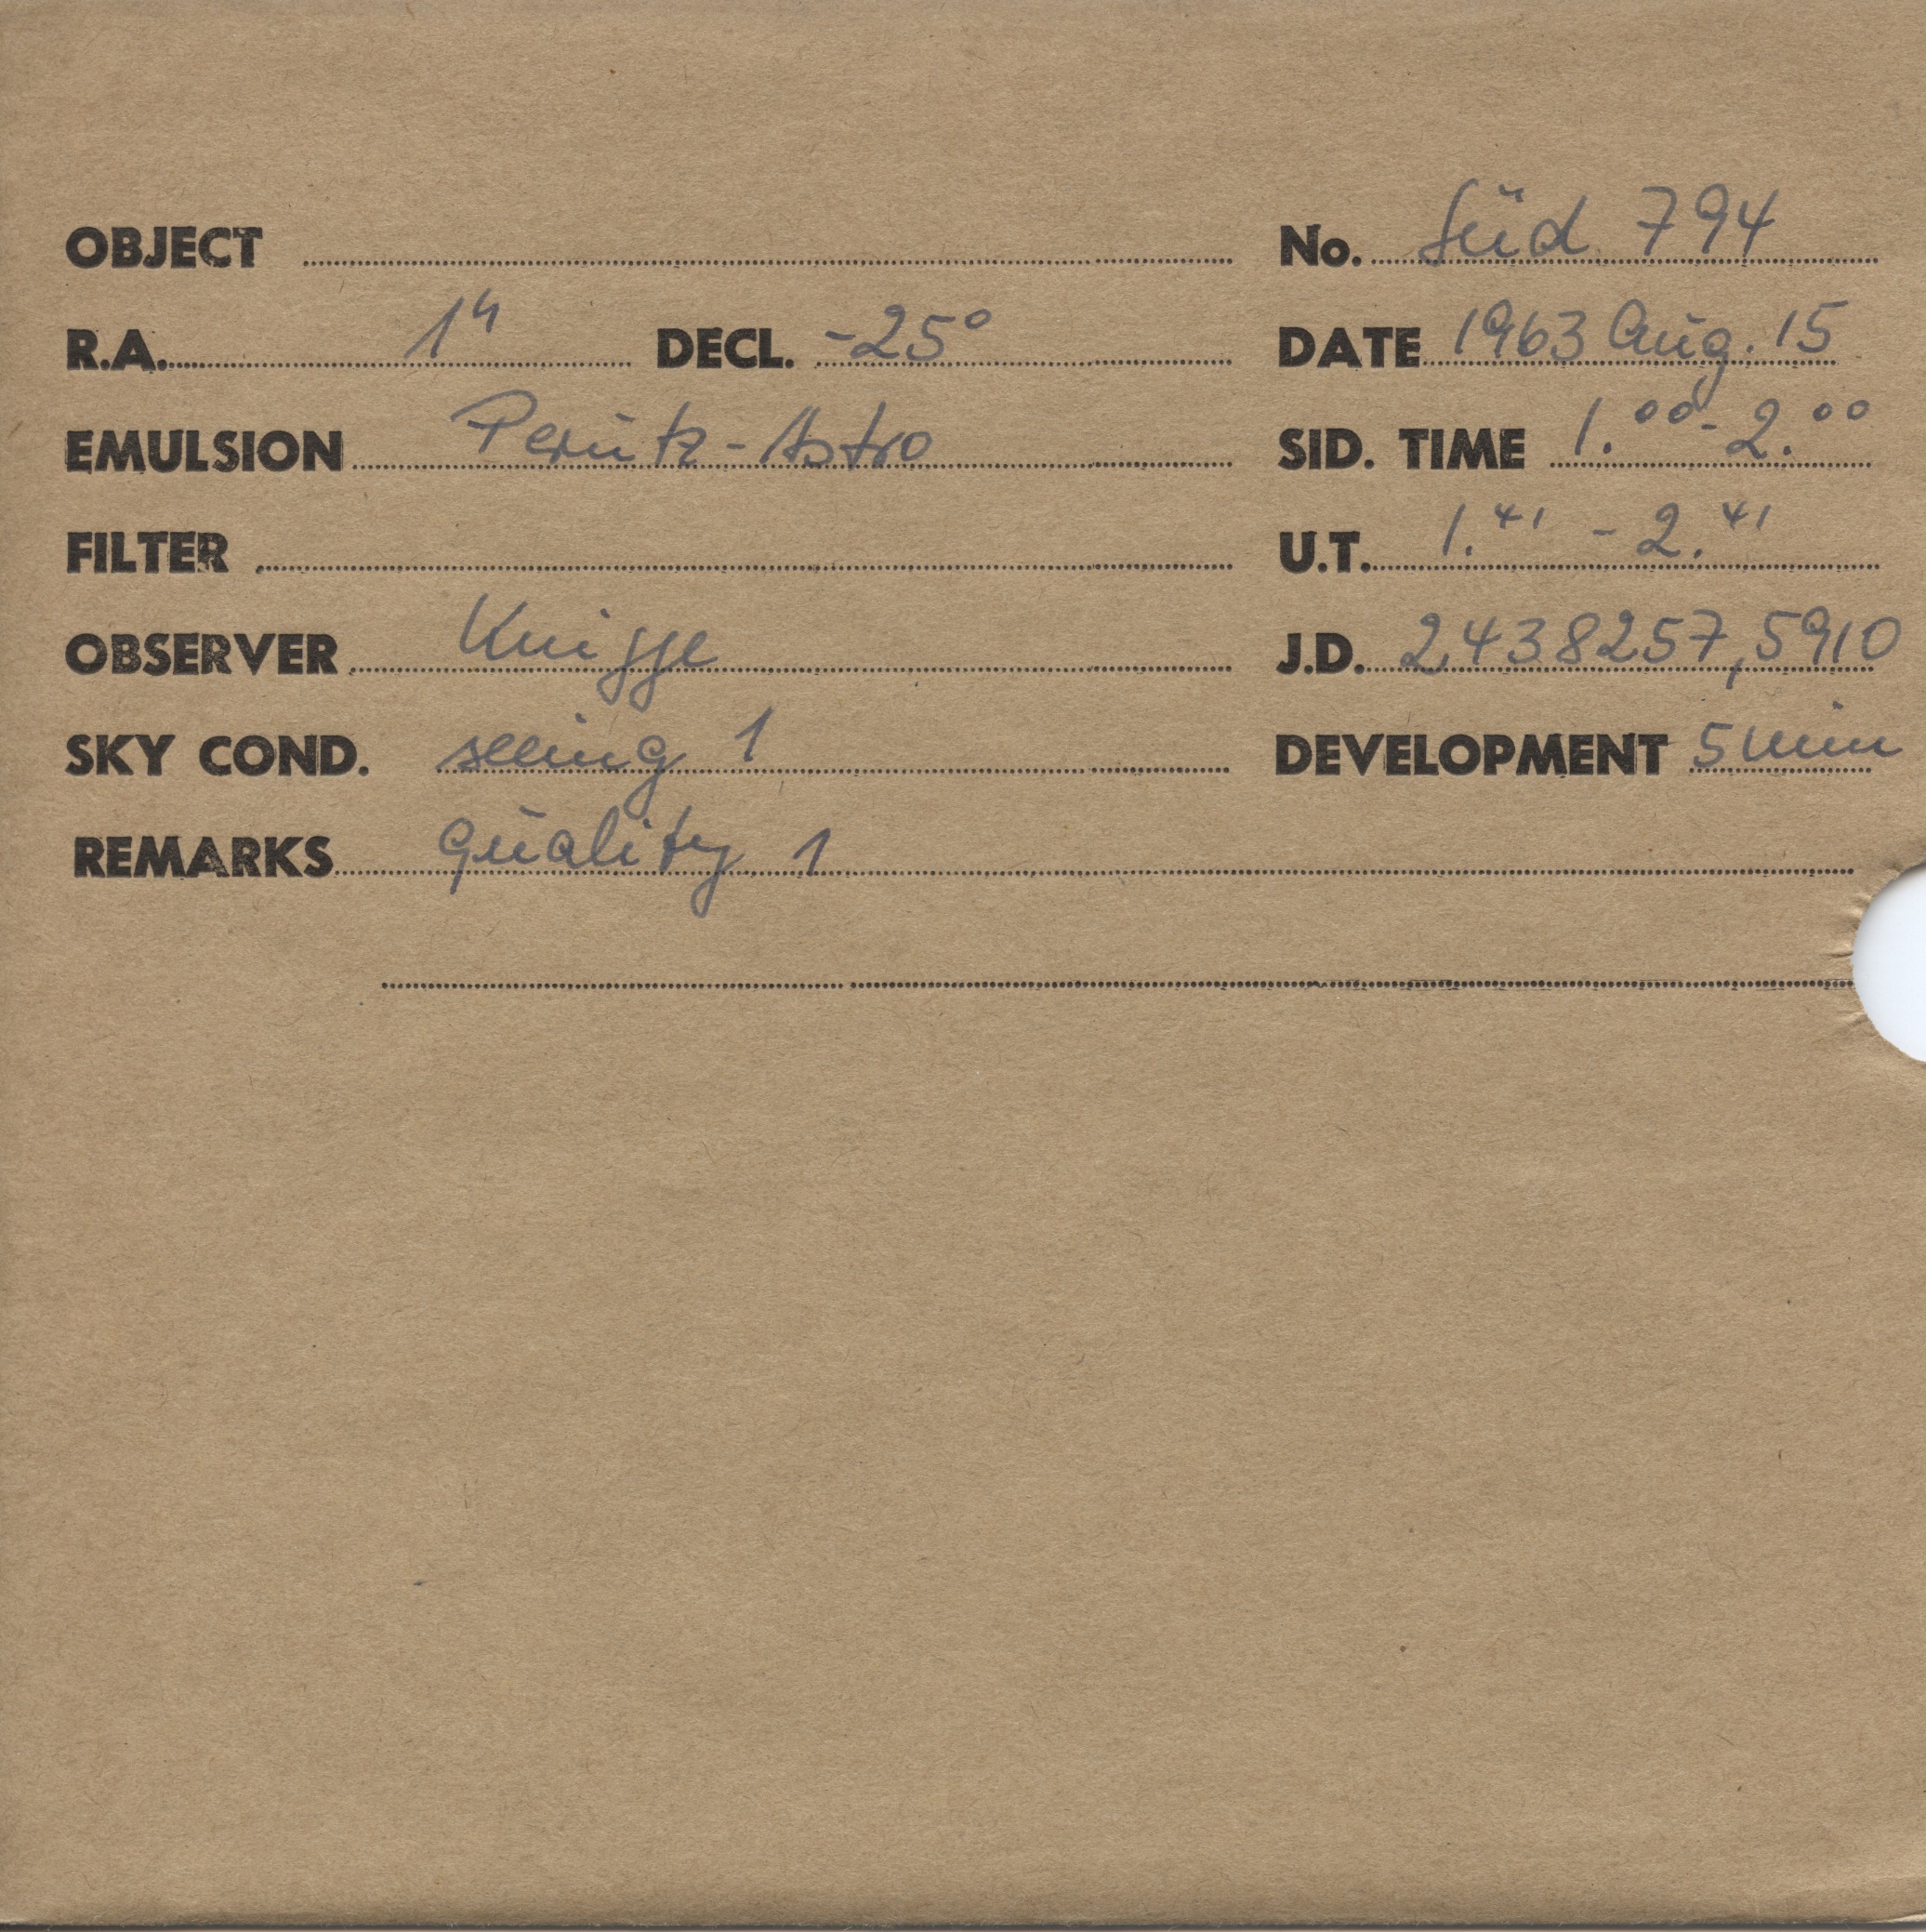 OBJECT No. Süd 794
R.A. 1h DECL. -25° DATE 1963 Aug. 15
EMULSION Perutz-Astro SID. TIME 1.00-2.00
FILTER U.T. 1.41 - 2.41
OBSERVER Knigge J.D. 2438257,5910
SKY COND. seeing 1 DEVELOPMENT 5 min
REMARKS quality 1